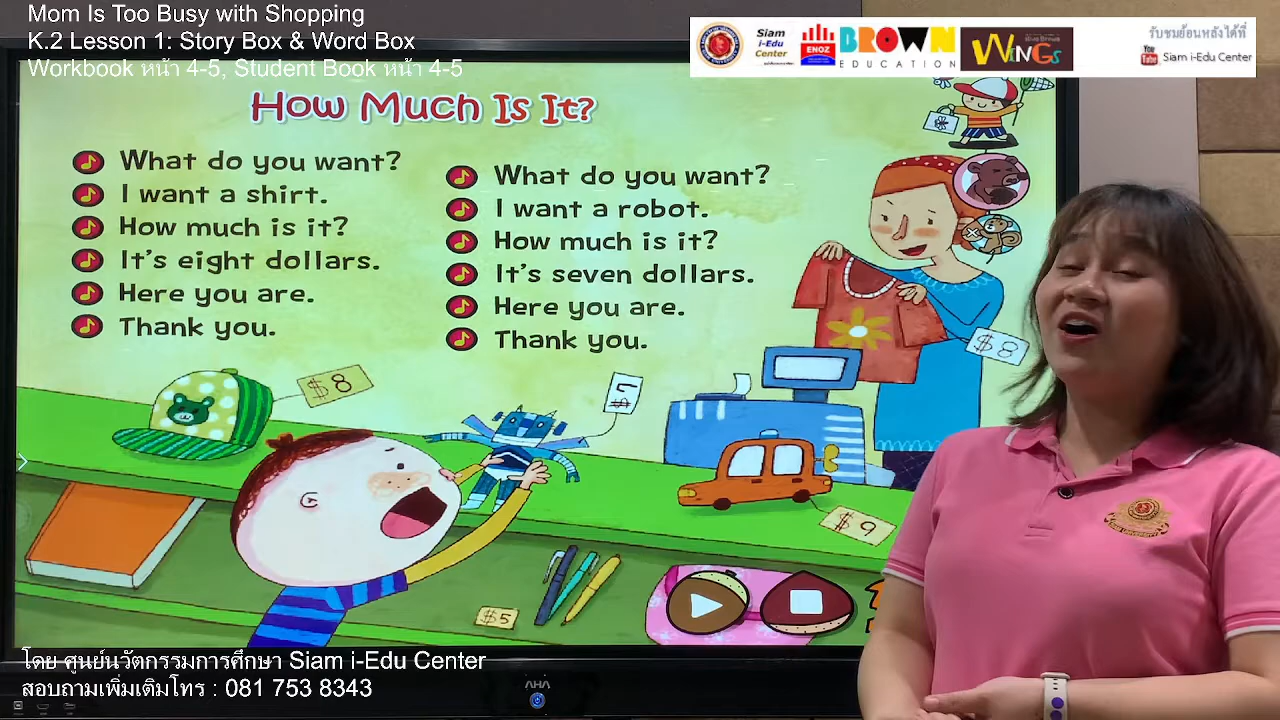 Mom Is Too Busy with Shopping
K.2 Lesson 1: Story Box & Word Box
Workbook หน้า 4-5, Student Book หน้า 4-5
Siam
i-Edu
Center
ENOZ
BROWN
EDUCATION
WINGS
รับชมย้อนหลังได้ที่
You Tube Siam i-Edu Center
How Much Is It?
What do you want?
I want a shirt.
How much is it?
It's eight dollars.
Here you are.
Thank you.
What do you want?
I want a robot.
How much is it?
It's seven dollars.
Here you are.
Thank you.
$8
$8
$7
$9
$5
โดย ศูนย์นวัตกรรมการศึกษา Siam i-Edu Center
สอบถามเพิ่มเติมโทร : 081 753 8343
AHA